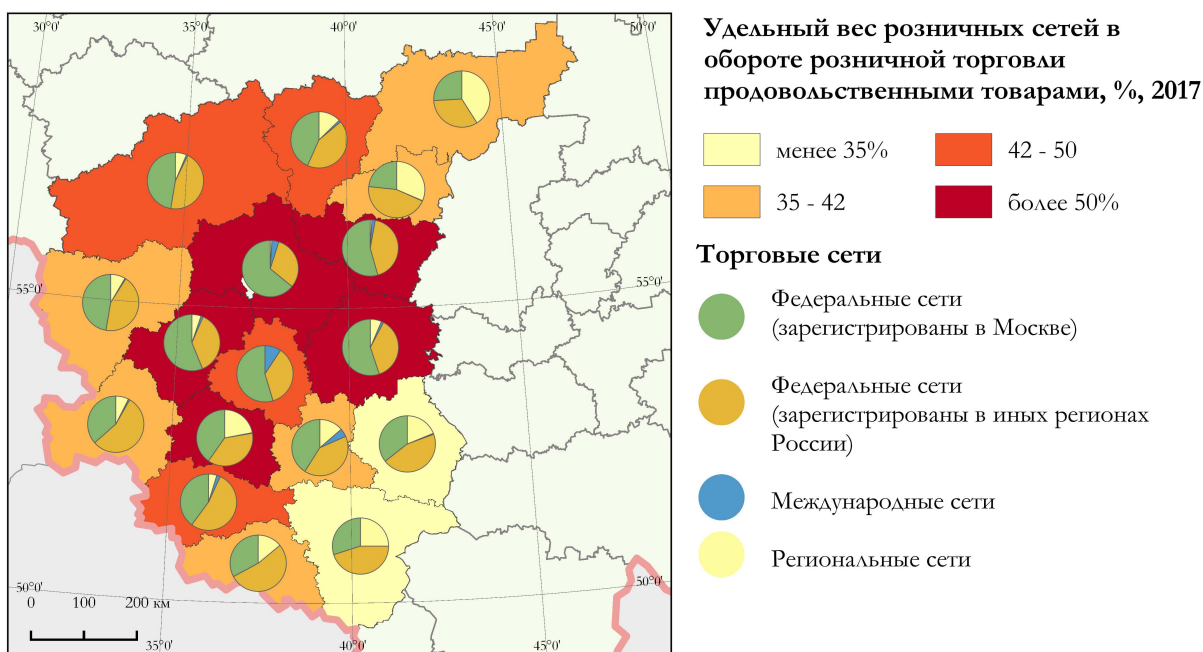 30°0'
35°0'
40°0'
45°0'
50°0'
55°0'
55°0'
50°0'
50°0'
0 100 200 км
35°0'
40°0'
45°0'
Удельный вес розничных сетей в
обороте розничной торговли
продовольственными товарами, %, 2017
менее 35%
42 - 50
35 - 42
более 50%
Торговые сети
Федеральные сети
(зарегистрированы в Москве)
Федеральные сети
(зарегистрированы в иных регионах
России)
Международные сети
Региональные сети